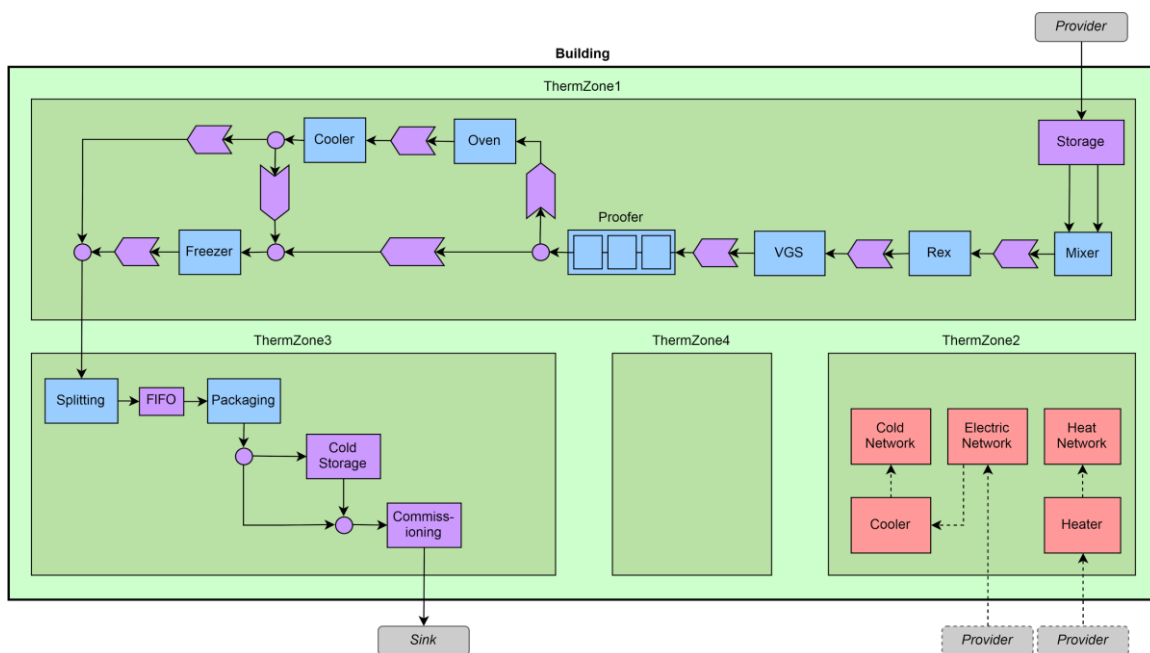 Provider
Building
ThermZone1
Storage
Cooler
Oven
Proofer
Freezer
VGS
Rex
Mixer
ThermZone3
ThermZone4
ThermZone2
Splitting
FIFO
Packaging
Cold
Storage
Commiss-
ioning
Cold
Network
Electric
Network
Heat
Network
Cooler
Heater
Sink
Provider
Provider